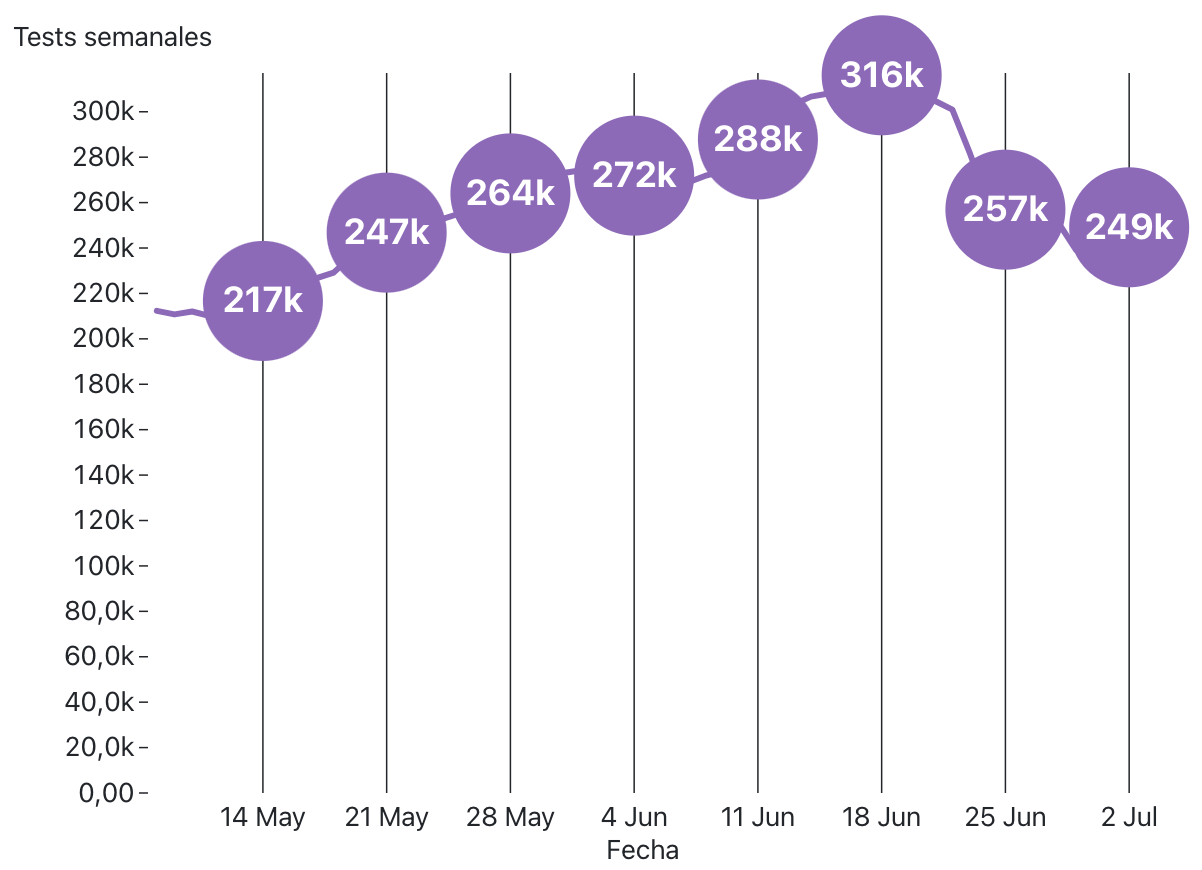 Tests semanales
300k
280k
260k
240k
220k
200k
180k
160k
140k
120k
100k
80,0k
60,0k
40,0k
20,0k
0,00
217k
247k
264k
272k
288k
316k
257k
249k
14 May 21 May 28 May 4 Jun 11 Jun 18 Jun 25 Jun 2 Jul
Fecha